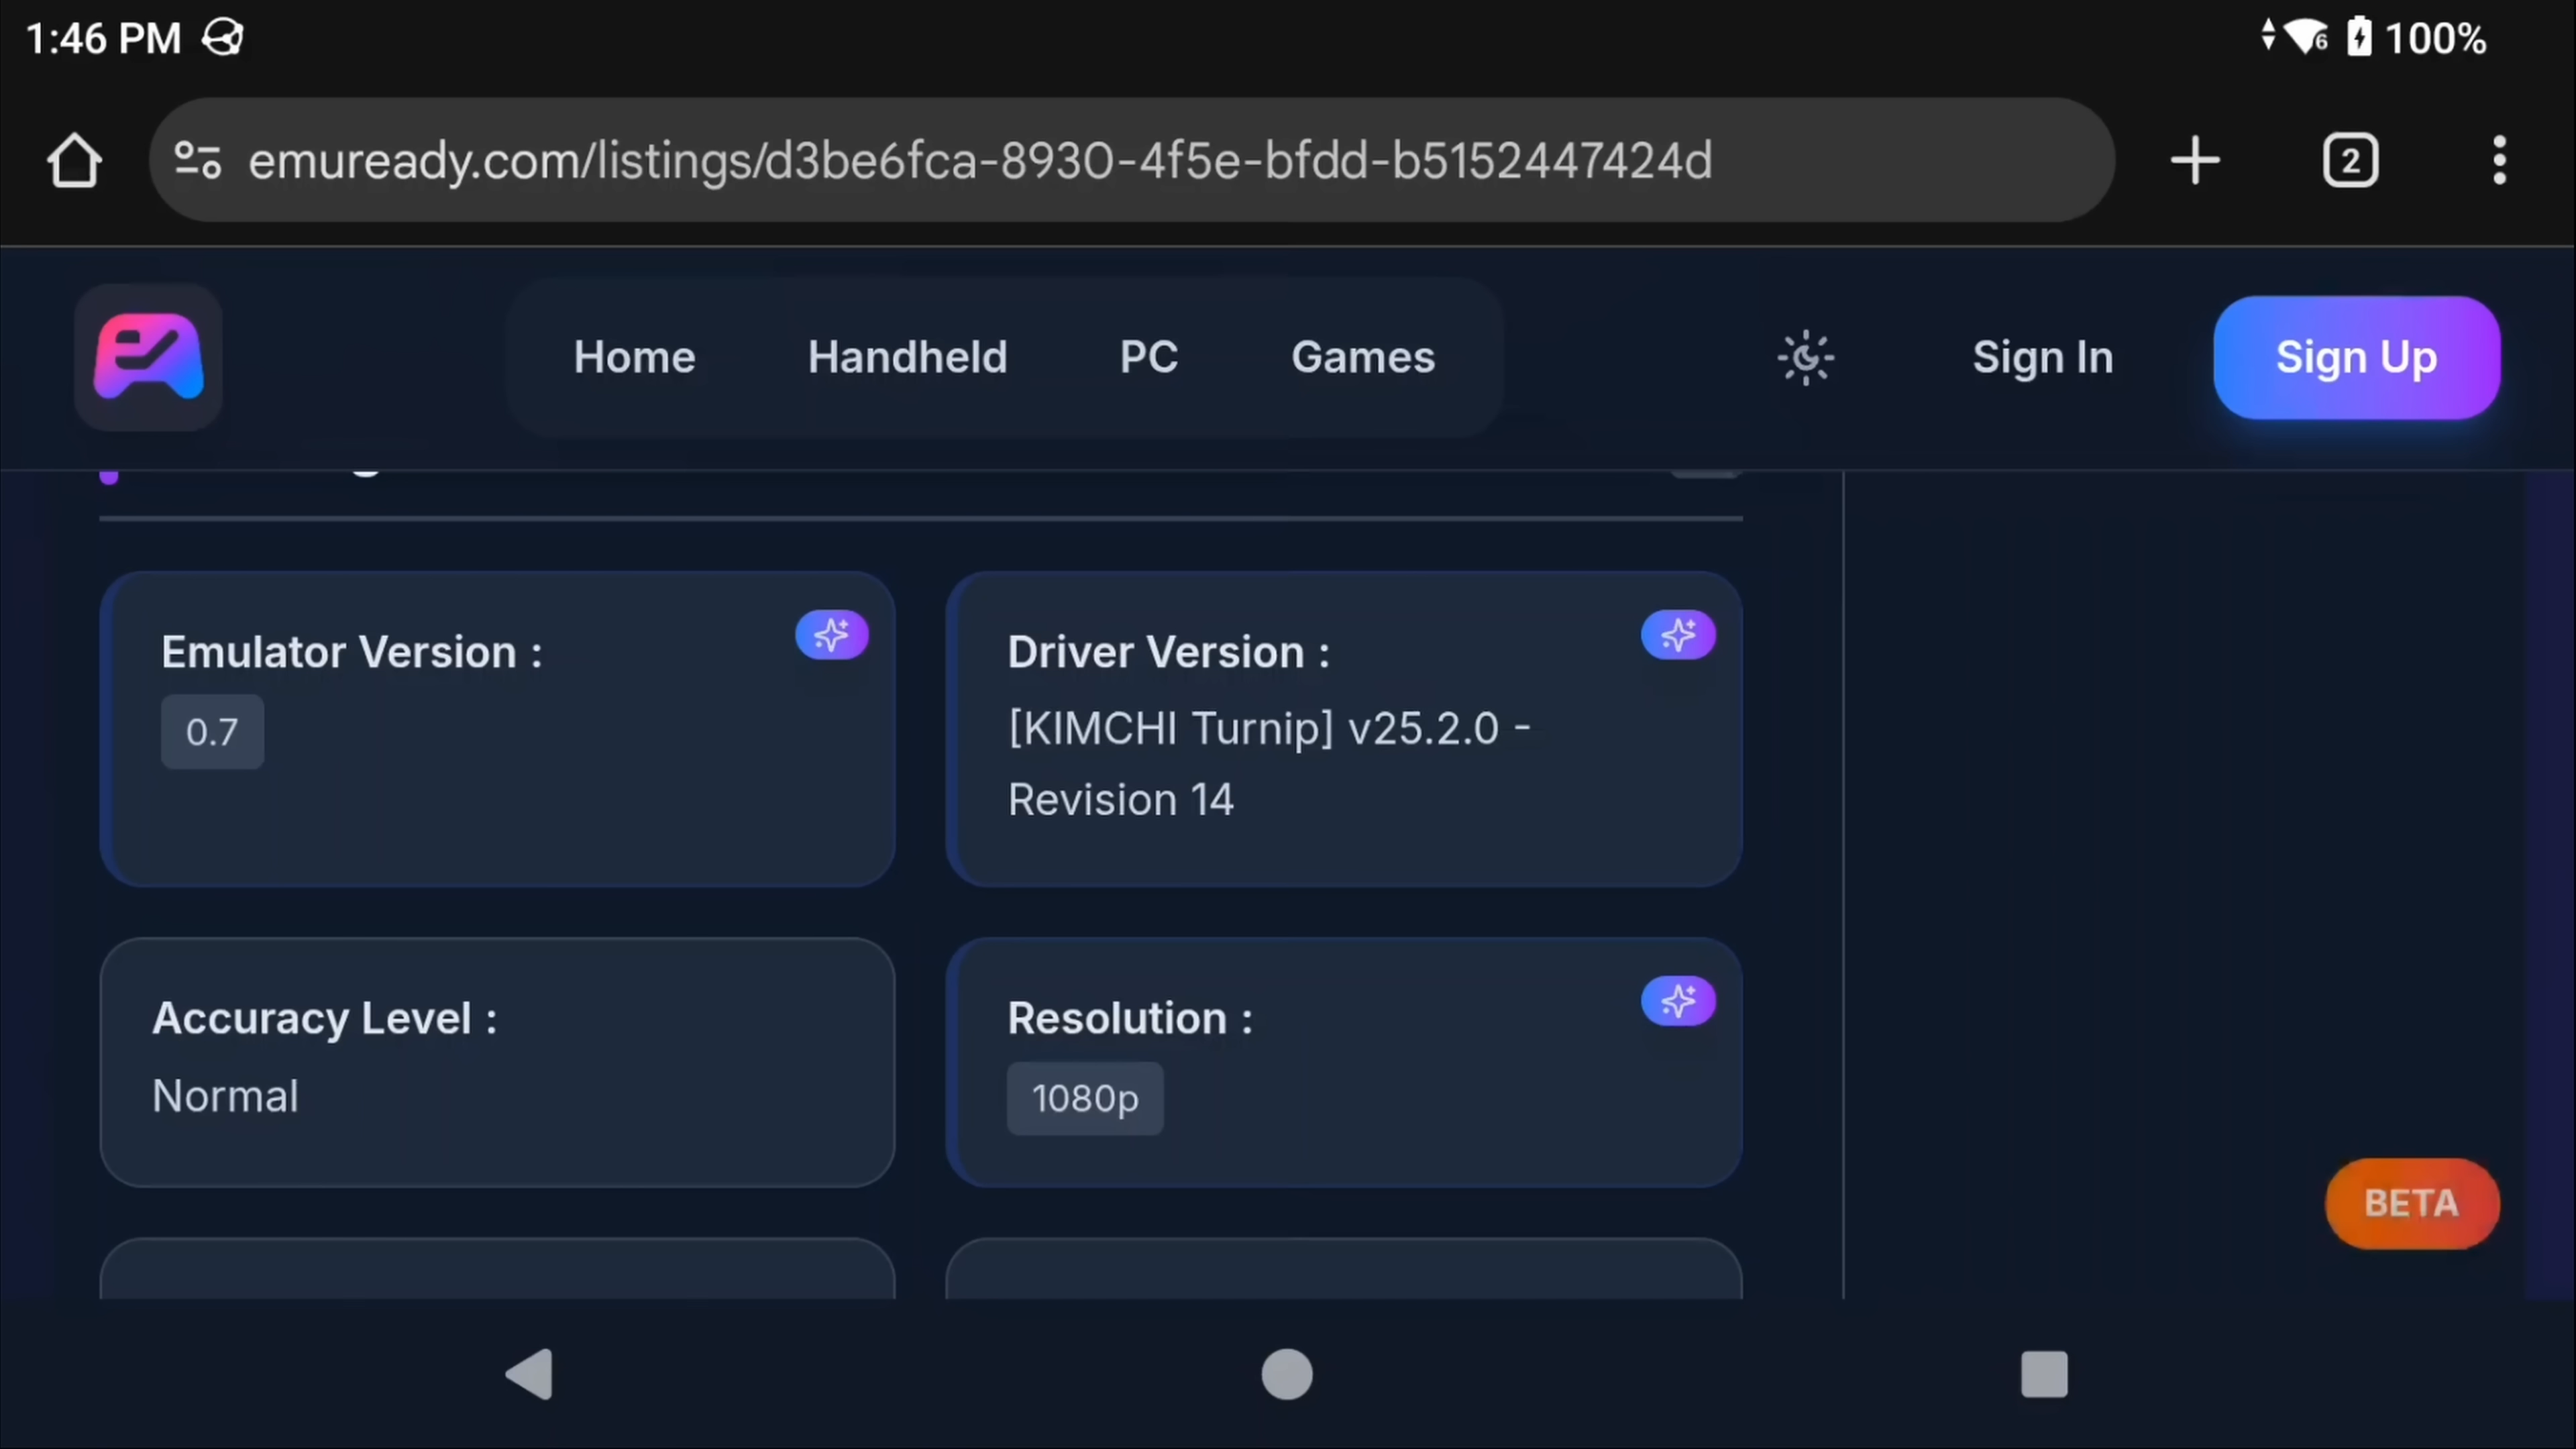 1:46 PM
6
100%
emuready.com/listings/d3be6fca-8930-4f5e-bfdd-b5152447424d
2
Home
Handheld
PC
Games
Sign In
Sign Up
Emulator Version :
0.7
Driver Version :
[KIMCHI Turnip] v25.2.0 -
Revision 14
Accuracy Level :
Normal
Resolution :
1080p
BETA